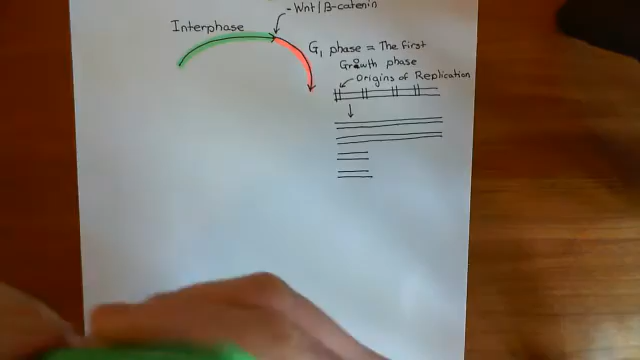 - Wnt/β-catenin
Interphase
G₁ phase = The first
Growth phase
Origins of Replication